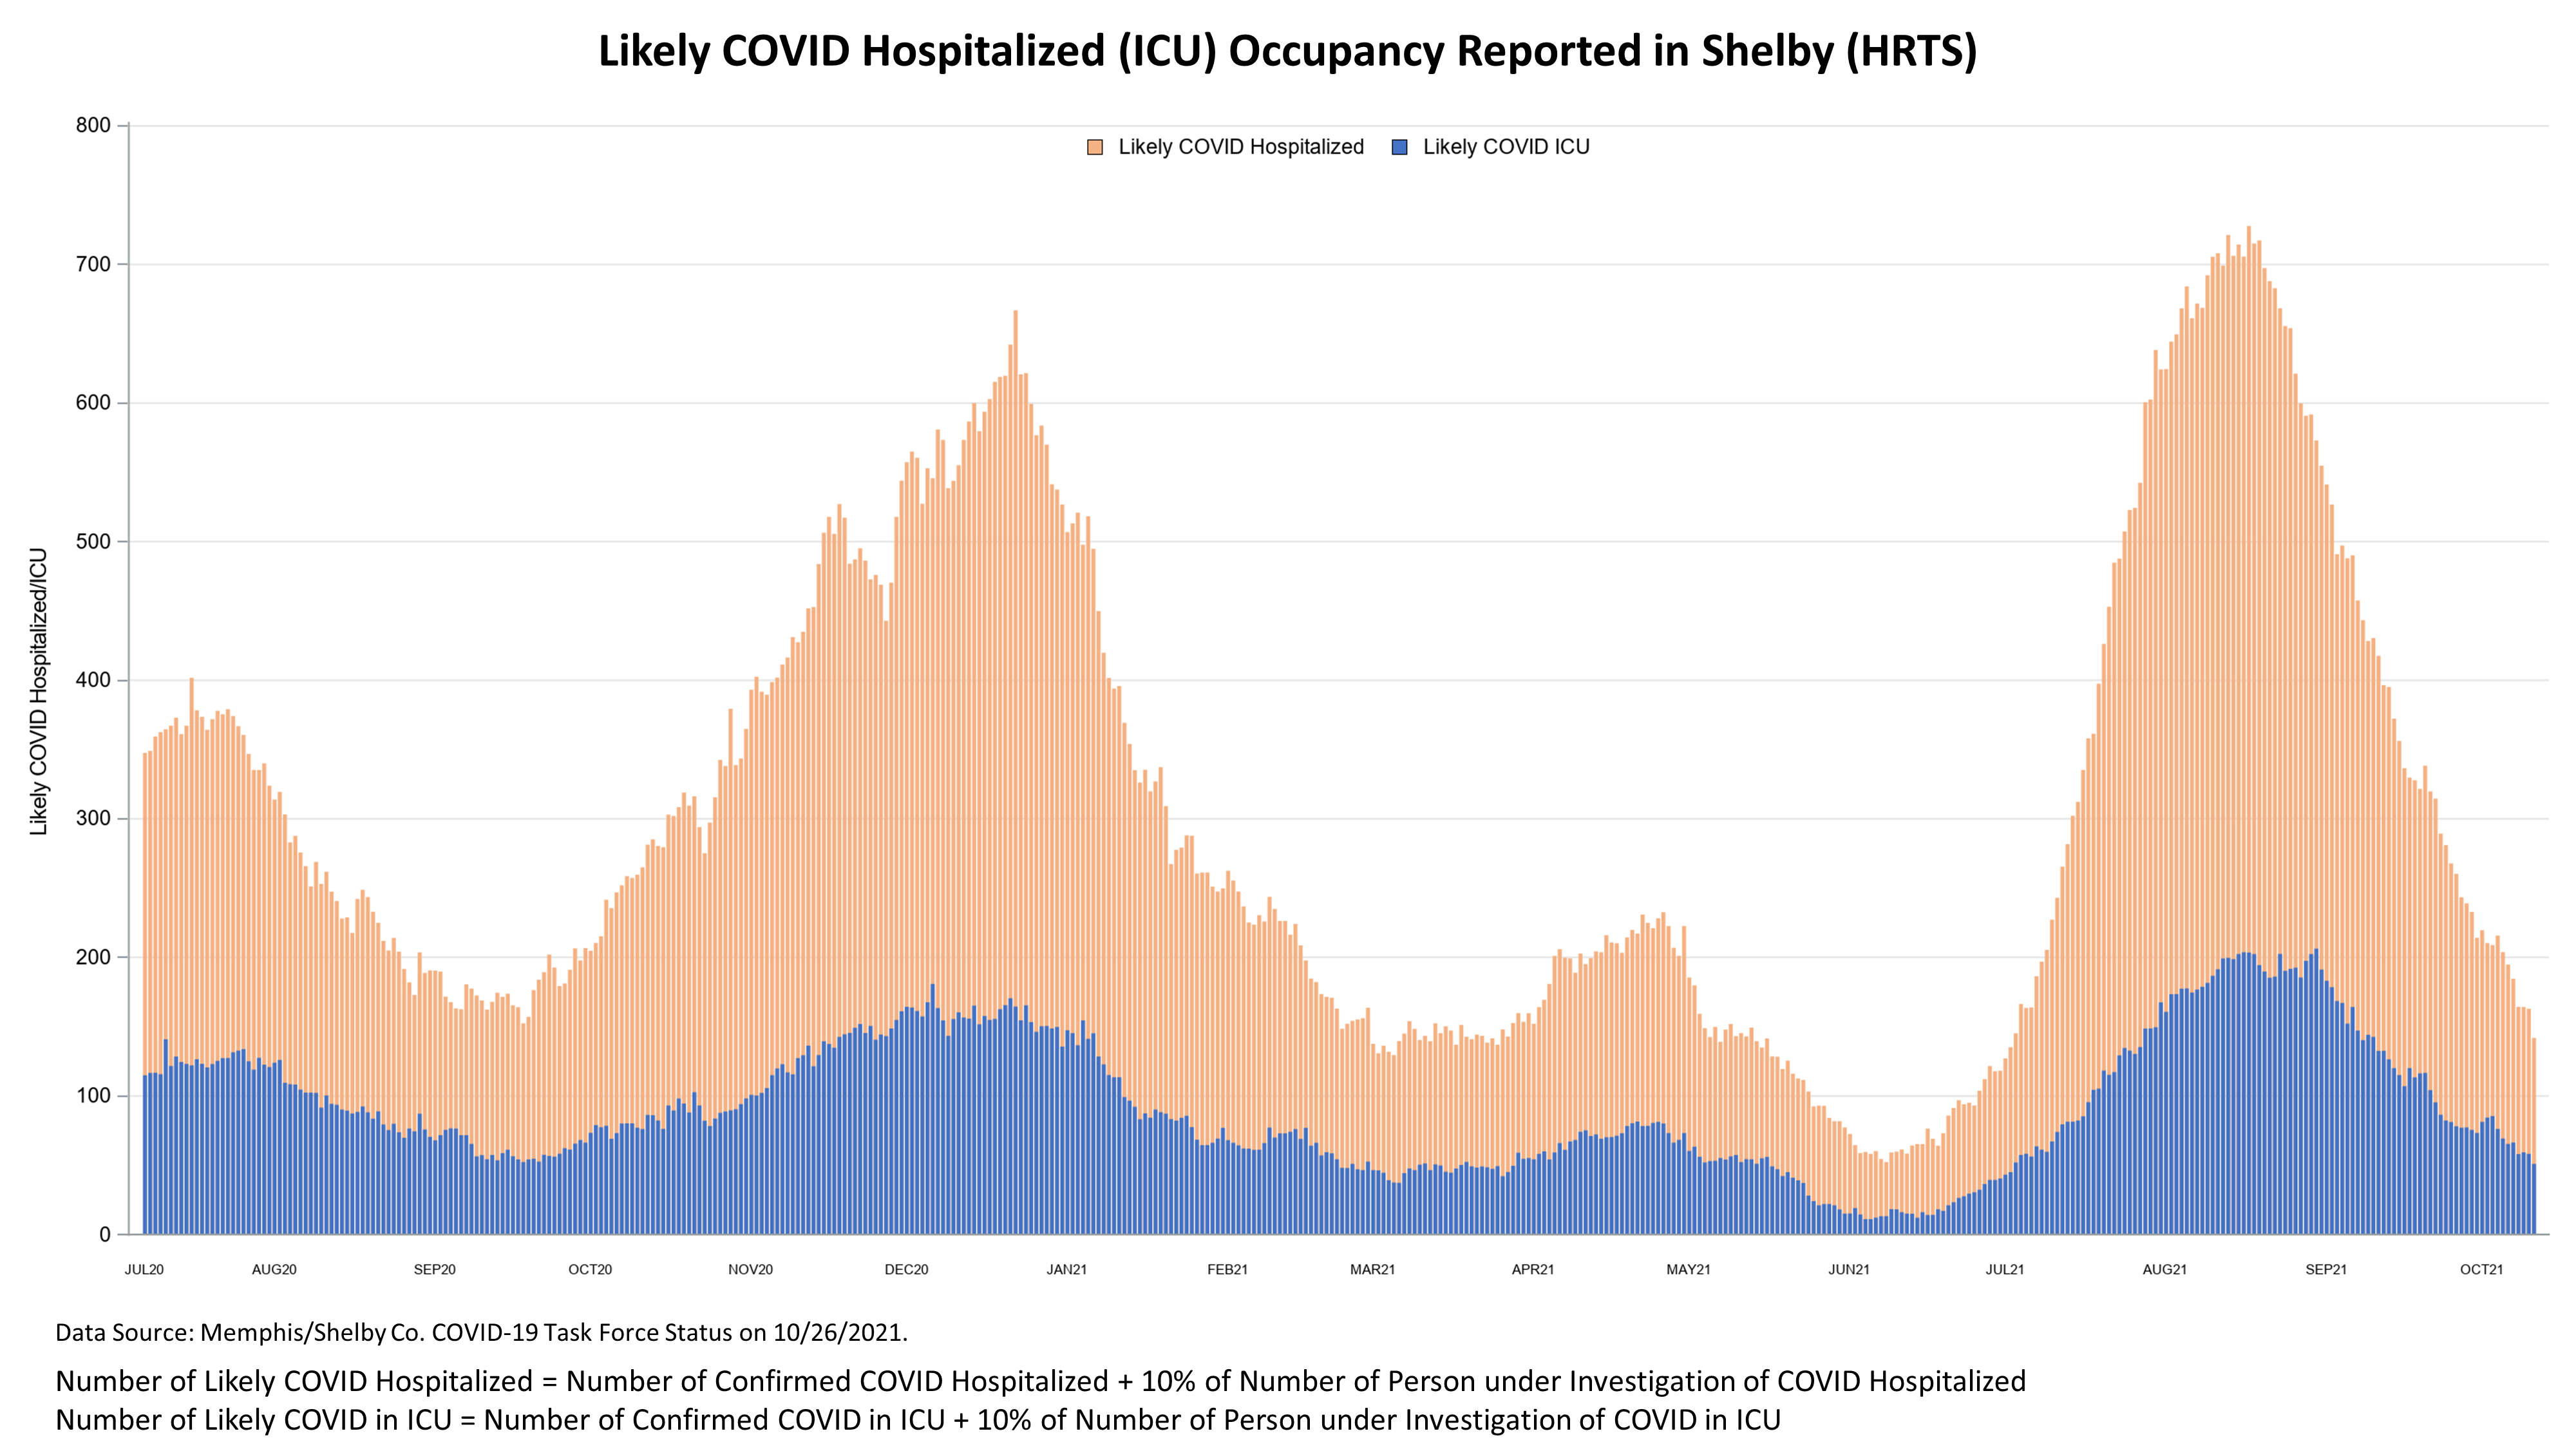 Likely COVID Hospitalized (ICU) Occupancy Reported in Shelby (HRTS)
Likely COVID Hospitalized Likely COVID ICU
Likely COVID Hospitalized/ICU
800
700
600
500
400
300
200
100
0
JUL20 AUG20 SEP20 OCT20 NOV20 DEC20 JAN21 FEB21 MAR21 APR21 MAY21 JUN21 JUL21 AUG21 SEP21 OCT21
Data Source: Memphis/Shelby Co. COVID-19 Task Force Status on 10/26/2021.
Number of Likely COVID Hospitalized = Number of Confirmed COVID Hospitalized + 10% of Number of Person under Investigation of COVID Hospitalized
Number of Likely COVID in ICU = Number of Confirmed COVID in ICU + 10% of Number of Person under Investigation of COVID in ICU